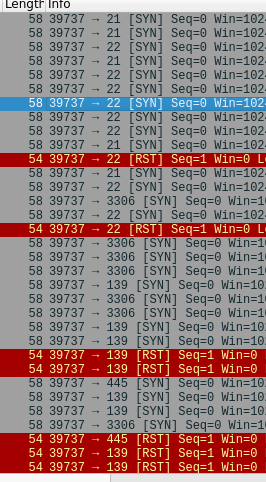 Length Info
58 39737 → 21 [SYN] Seq=0 Win=1024
58 39737 → 21 [SYN] Seq=0 Win=1024
58 39737 → 22 [SYN] Seq=0 Win=1024
58 39737 → 22 [SYN] Seq=0 Win=1024
58 39737 → 22 [SYN] Seq=0 Win=1024
58 39737 → 22 [SYN] Seq=0 Win=1024
58 39737 → 22 [SYN] Seq=0 Win=1024
58 39737 → 22 [SYN] Seq=0 Win=1024
58 39737 → 22 [SYN] Seq=0 Win=1024
58 39737 → 21 [SYN] Seq=0 Win=1024
54 39737 → 22 [RST] Seq=1 Win=0 L
58 39737 → 21 [SYN] Seq=0 Win=1024
58 39737 → 22 [SYN] Seq=0 Win=1024
58 39737 → 3306 [SYN] Seq=0 Win=1
58 39737 → 22 [SYN] Seq=0 Win=1024
54 39737 → 22 [RST] Seq=1 Win=0 L
58 39737 → 3306 [SYN] Seq=0 Win=1
58 39737 → 3306 [SYN] Seq=0 Win=1
58 39737 → 3306 [SYN] Seq=0 Win=1
58 39737 → 139 [SYN] Seq=0 Win=10
58 39737 → 3306 [SYN] Seq=0 Win=1
58 39737 → 3306 [SYN] Seq=0 Win=1
58 39737 → 139 [SYN] Seq=0 Win=10
58 39737 → 139 [SYN] Seq=0 Win=10
54 39737 → 139 [RST] Seq=1 Win=0
54 39737 → 139 [RST] Seq=1 Win=0
58 39737 → 445 [SYN] Seq=0 Win=10
58 39737 → 139 [SYN] Seq=0 Win=10
58 39737 → 139 [SYN] Seq=0 Win=10
58 39737 → 3306 [SYN] Seq=0 Win=1
54 39737 → 445 [RST] Seq=1 Win=0
54 39737 → 139 [RST] Seq=1 Win=0
54 39737 → 139 [RST] Seq=1 Win=0